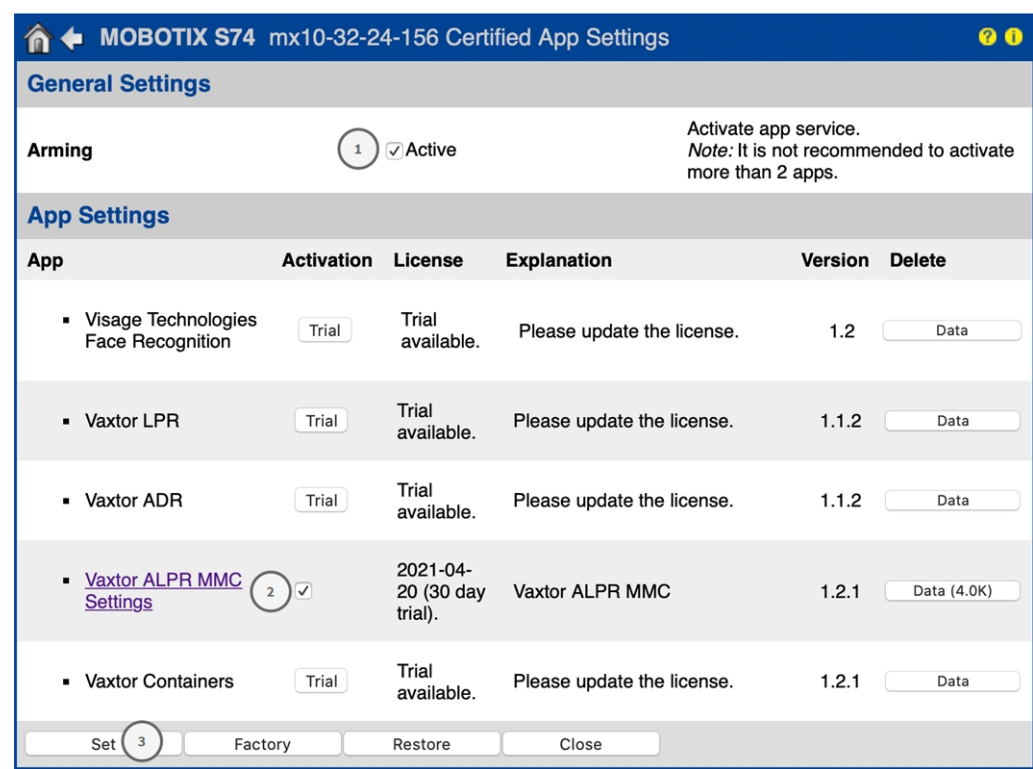 MOBOTIX S74 mx10-32-24-156 Certified App Settings ? i
General Settings
Arming 1 Active Activate app service.
Note: It is not recommended to activate
more than 2 apps.
App Settings
App Activation License Explanation Version Delete
Visage Technologies
Face Recognition Trial Trial
available. Please update the license. 1.2 Data
Vaxtor LPR Trial Trial
available. Please update the license. 1.1.2 Data
Vaxtor ADR Trial Trial
available. Please update the license. 1.1.2 Data
Vaxtor ALPR MMC
Settings 2 2021-04-
20 (30 day
trial). Vaxtor ALPR MMC 1.2.1 Data (4.0K)
Vaxtor Containers Trial Trial
available. Please update the license. 1.2.1 Data
Set 3 Factory Restore Close